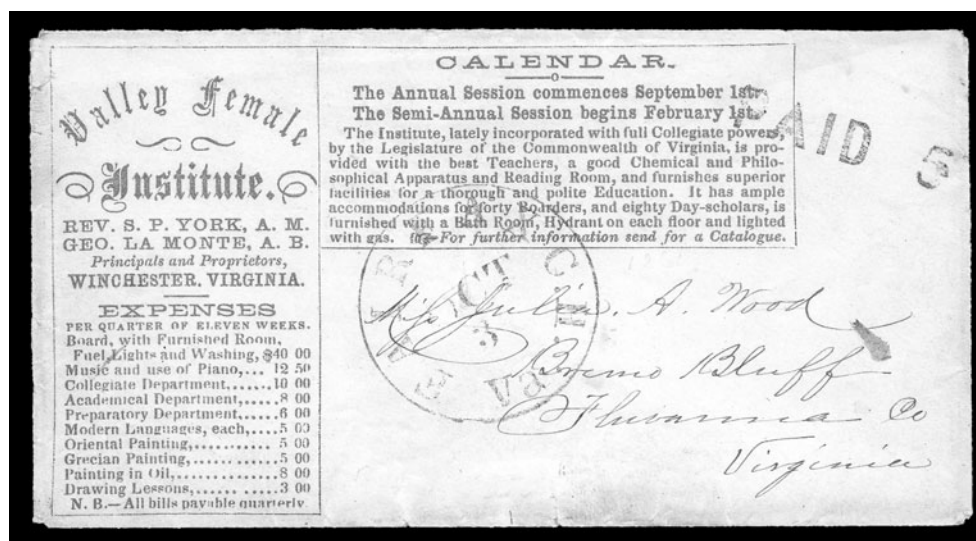 Valley Female
Institute.
REV. S. P. YORK, A. M.
GEO. LA MONTE, A. B.
Principals and Proprietors,
WINCHESTER, VIRGINIA.
EXPENSES
PER QUARTER OF ELEVEN WEEKS.
Board, with Furnished Room,
Fuel, Lights and Washing, $40 00
Music and use of Piano,... 12 50
Collegiate Department,......10 00
Academical Department,.....8 00
Preparatory Department,....6 00
Modern Languages, each,....5 00
Oriental Painting,........... 5 00
Grecian Painting,............5 00
Painting in Oil,..............8 00
Drawing Lessons,...... .....3 00
N. B.—All bills payable quarterly.
CALENDAR.
The Annual Session commences September 1st.
The Semi-Annual Session begins February 1st.
The Institute, lately incorporated with full Collegiate powers,
by the Legislature of the Commonwealth of Virginia, is pro-
vided with the best Teachers, a good Chemical and Philo-
sophical Apparatus and Reading Room, and furnishes superior
facilities for a thorough and polite Education. It has ample
accommodations for forty Boarders, and eighty Day-scholars, is
furnished with a Bath Room, Hydrant on each floor and lighted
with gas. For further information send for a Catalogue.
PAID 5
OCT
3
Va
Miss Julia. A. Wood
Bremo Bluff
Fluvanna Co
Virginia